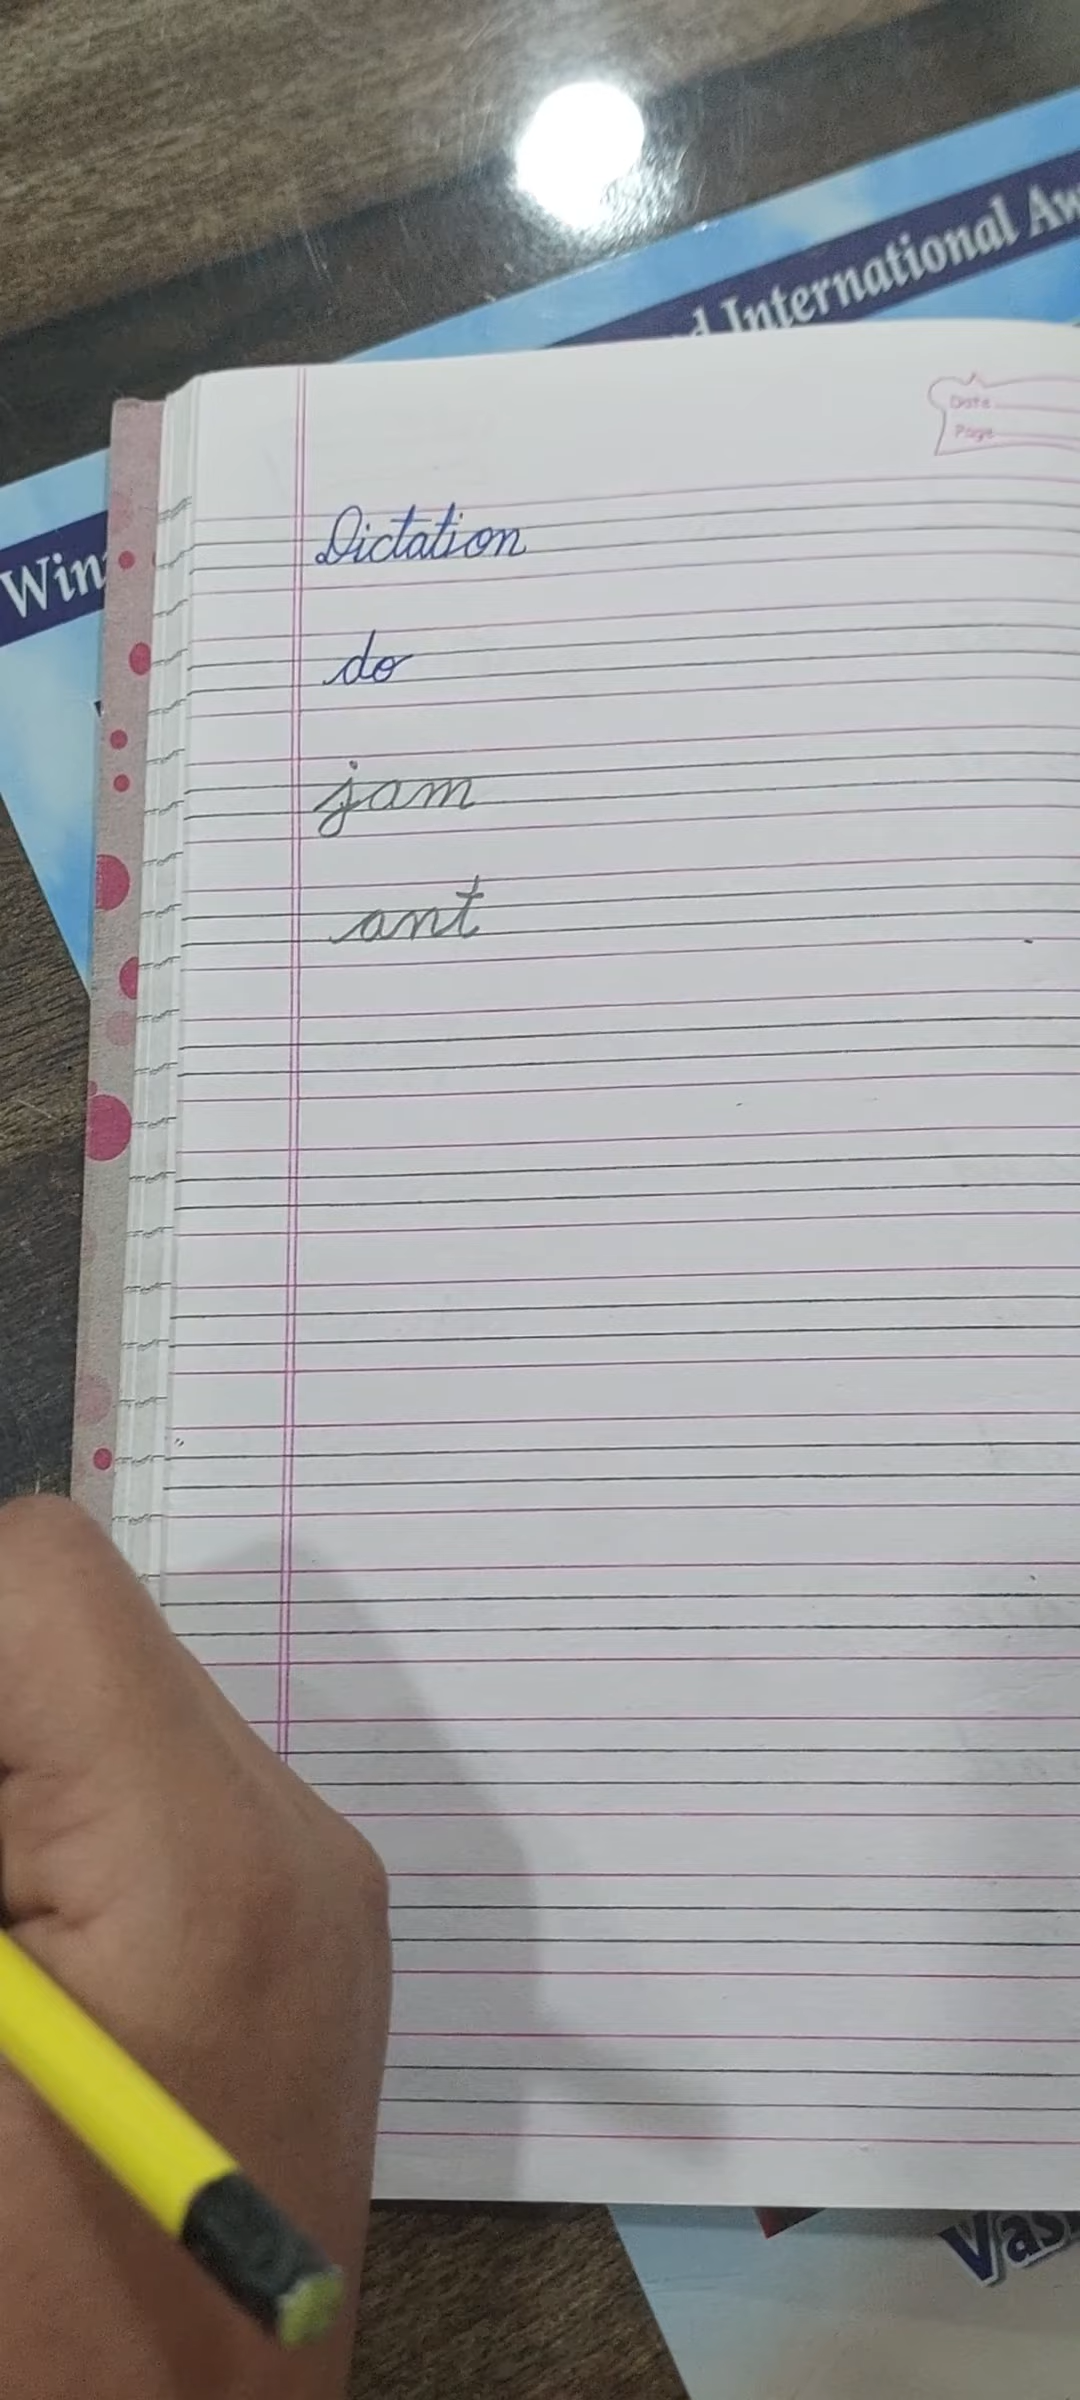 d International Aw
Date
Page
Win
Dictation
do
jam
ant
Vas